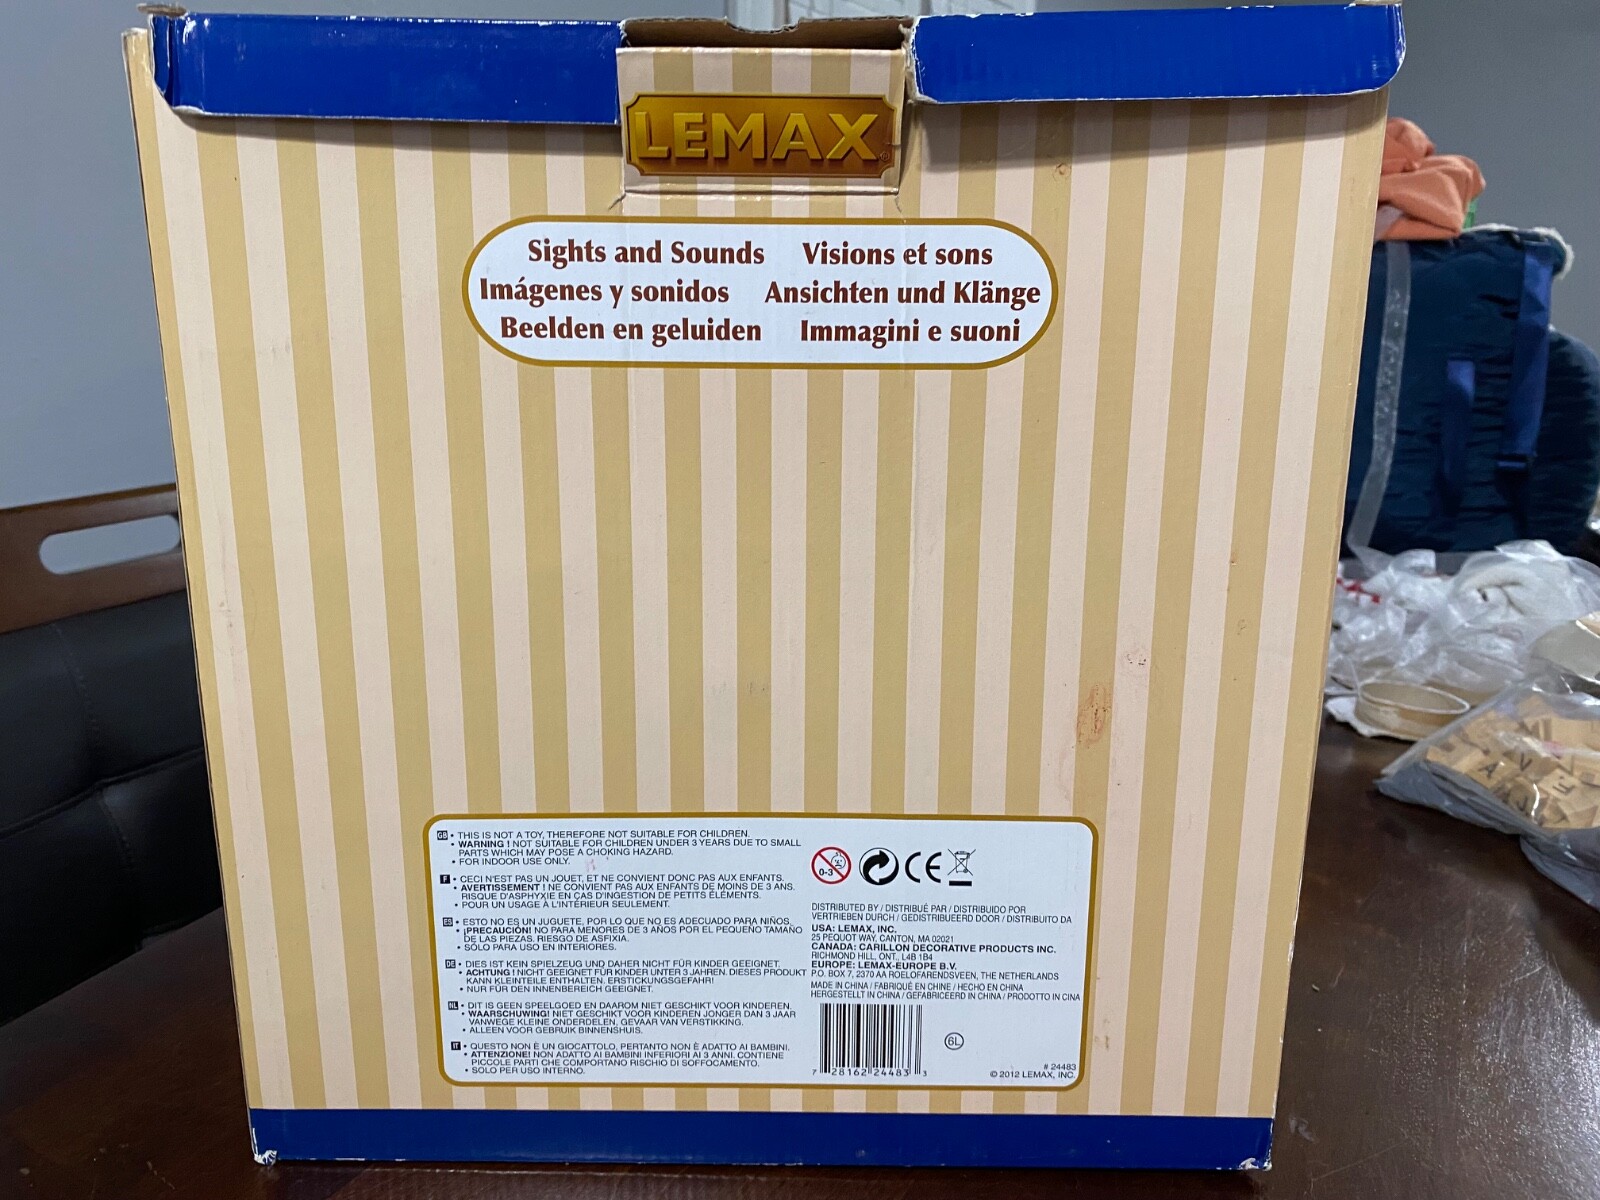 LEMAX
Sights and Sounds Visions et sons
Imágenes y sonidos Ansichten und Klänge
Beelden en geluiden Immagini e suoni
GB • THIS IS NOT A TOY, THEREFORE NOT SUITABLE FOR CHILDREN.
• WARNING ! NOT SUITABLE FOR CHILDREN UNDER 3 YEARS DUE TO SMALL
PARTS WHICH MAY POSE A CHOKING HAZARD.
• FOR INDOOR USE ONLY.
F • CECI N'EST PAS UN JOUET, ET NE CONVIENT DONC PAS AUX ENFANTS.
• AVERTISSEMENT ! NE CONVIENT PAS AUX ENFANTS DE MOINS DE 3 ANS.
RISQUE D'ASPHYXIE EN CAS D'INGESTION DE PETITS ÉLÉMENTS.
• POUR UN USAGE À L'INTÉRIEUR SEULEMENT.
ES • ESTO NO ES UN JUGUETE, POR LO QUE NO ES ADECUADO PARA NIÑOS.
• ¡PRECAUCIÓN! NO PARA MENORES DE 3 AÑOS POR EL PEQUENO TAMAÑO
DE LAS PIEZAS. RIESGO DE ASFIXIA.
• SÓLO PARA USO EN INTERIORES.
DE • DIES IST KEIN SPIELZEUG UND DAHER NICHT FÜR KINDER GEEIGNET.
• ACHTUNG ! NICHT GEEIGNET FÜR KINDER UNTER 3 JAHREN. DIESES PRODUKT
KANN KLEINTEILE ENTHALTEN. ERSTICKUNGSGEFAHR!
• NUR FÜR DEN INNENBEREICH GEEIGNET.
NL • DIT IS GEEN SPEELGOED EN DAAROM NIET GESCHIKT VOOR KINDEREN.
• WAARSCHUWING! NIET GESCHIKT VOOR KINDEREN JONGER DAN 3 JAAR
VANWEGE KLEINE ONDERDELEN, GEVAAR VAN VERSTIKKING.
• ALLEEN VOOR GEBRUIK BINNENSHUIS.
IT • QUESTO NON È UN GIOCATTOLO, PERTANTO NON È ADATTO AI BAMBINI.
• ATTENZIONE! NON ADATTO AI BAMBINI INFERIORI AI 3 ANNI. CONTIENE
PICCOLE PARTI CHE COMPORTANO RISCHIO DI SOFFOCAMENTO.
• SOLO PER USO INTERNO.
0-3
CE
DISTRIBUTED BY / DISTRIBUÉ PAR / DISTRIBUIDO POR
VERTRIEBEN DURCH / GEDISTRIBUEERD DOOR / DISTRIBUITO DA
USA: LEMAX, INC.
25 PEQUOT WAY, CANTON, MA 02021
CANADA: CARILLON DECORATIVE PRODUCTS INC.
RICHMOND HILL, ONT., L4B 1B4
EUROPE: LEMAX-EUROPE B.V.
P.O. BOX 7, 2370 AA ROELOFARENDSVEEN, THE NETHERLANDS
MADE IN CHINA / FABRIQUÉ EN CHINE / HECHO EN CHINA
HERGESTELLT IN CHINA / GEFABRICEERD IN CHINA / PRODOTTO IN CINA
7 28162 24483 3
6L
# 24483
© 2012 LEMAX, INC.